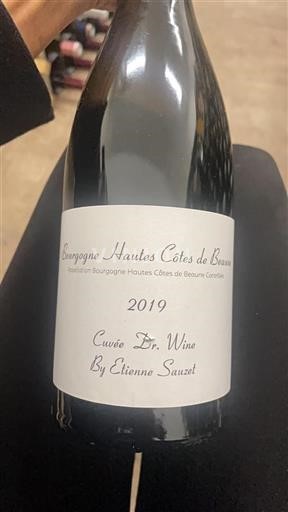 Bourgogne Hautes Côtes de Beaune
Appellation Bourgogne Hautes Côtes de Beaune Contrôlée
2019
Cuvée Dr. Wine
By Etienne Sauzet